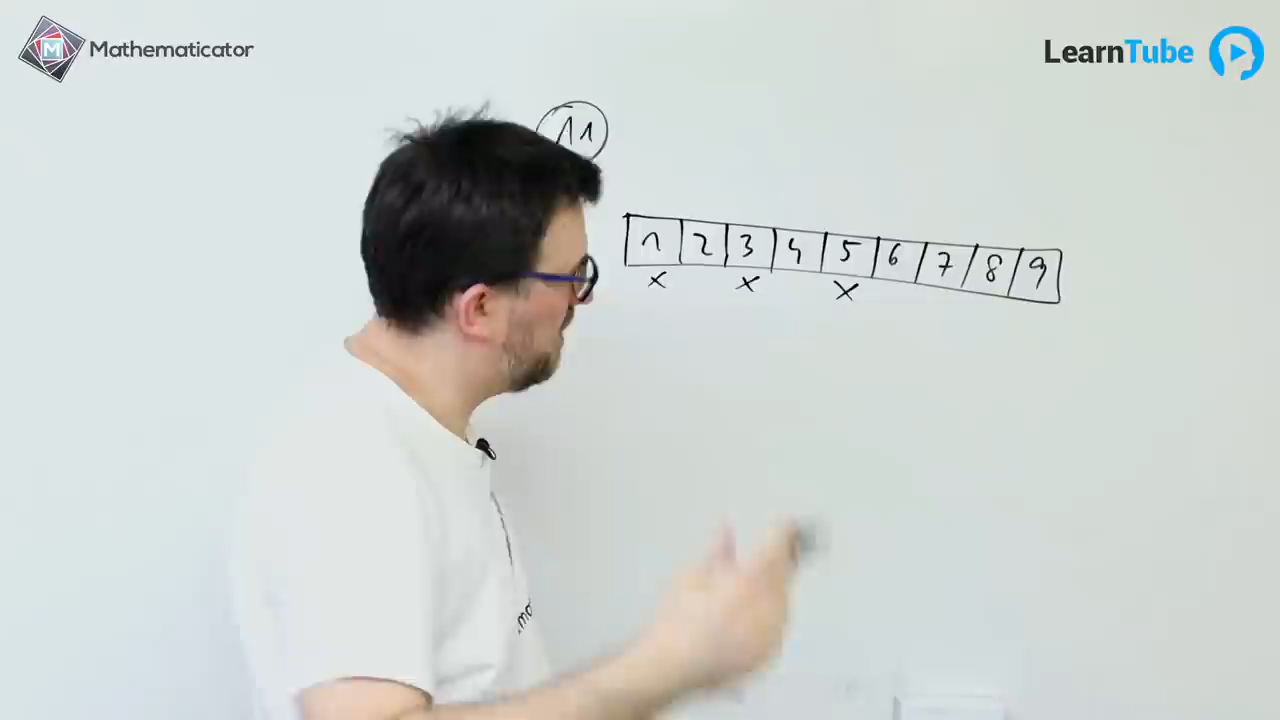 M Mathematicator
LearnTube
11
1 2 3 4 5 6 7 8 9
x x x